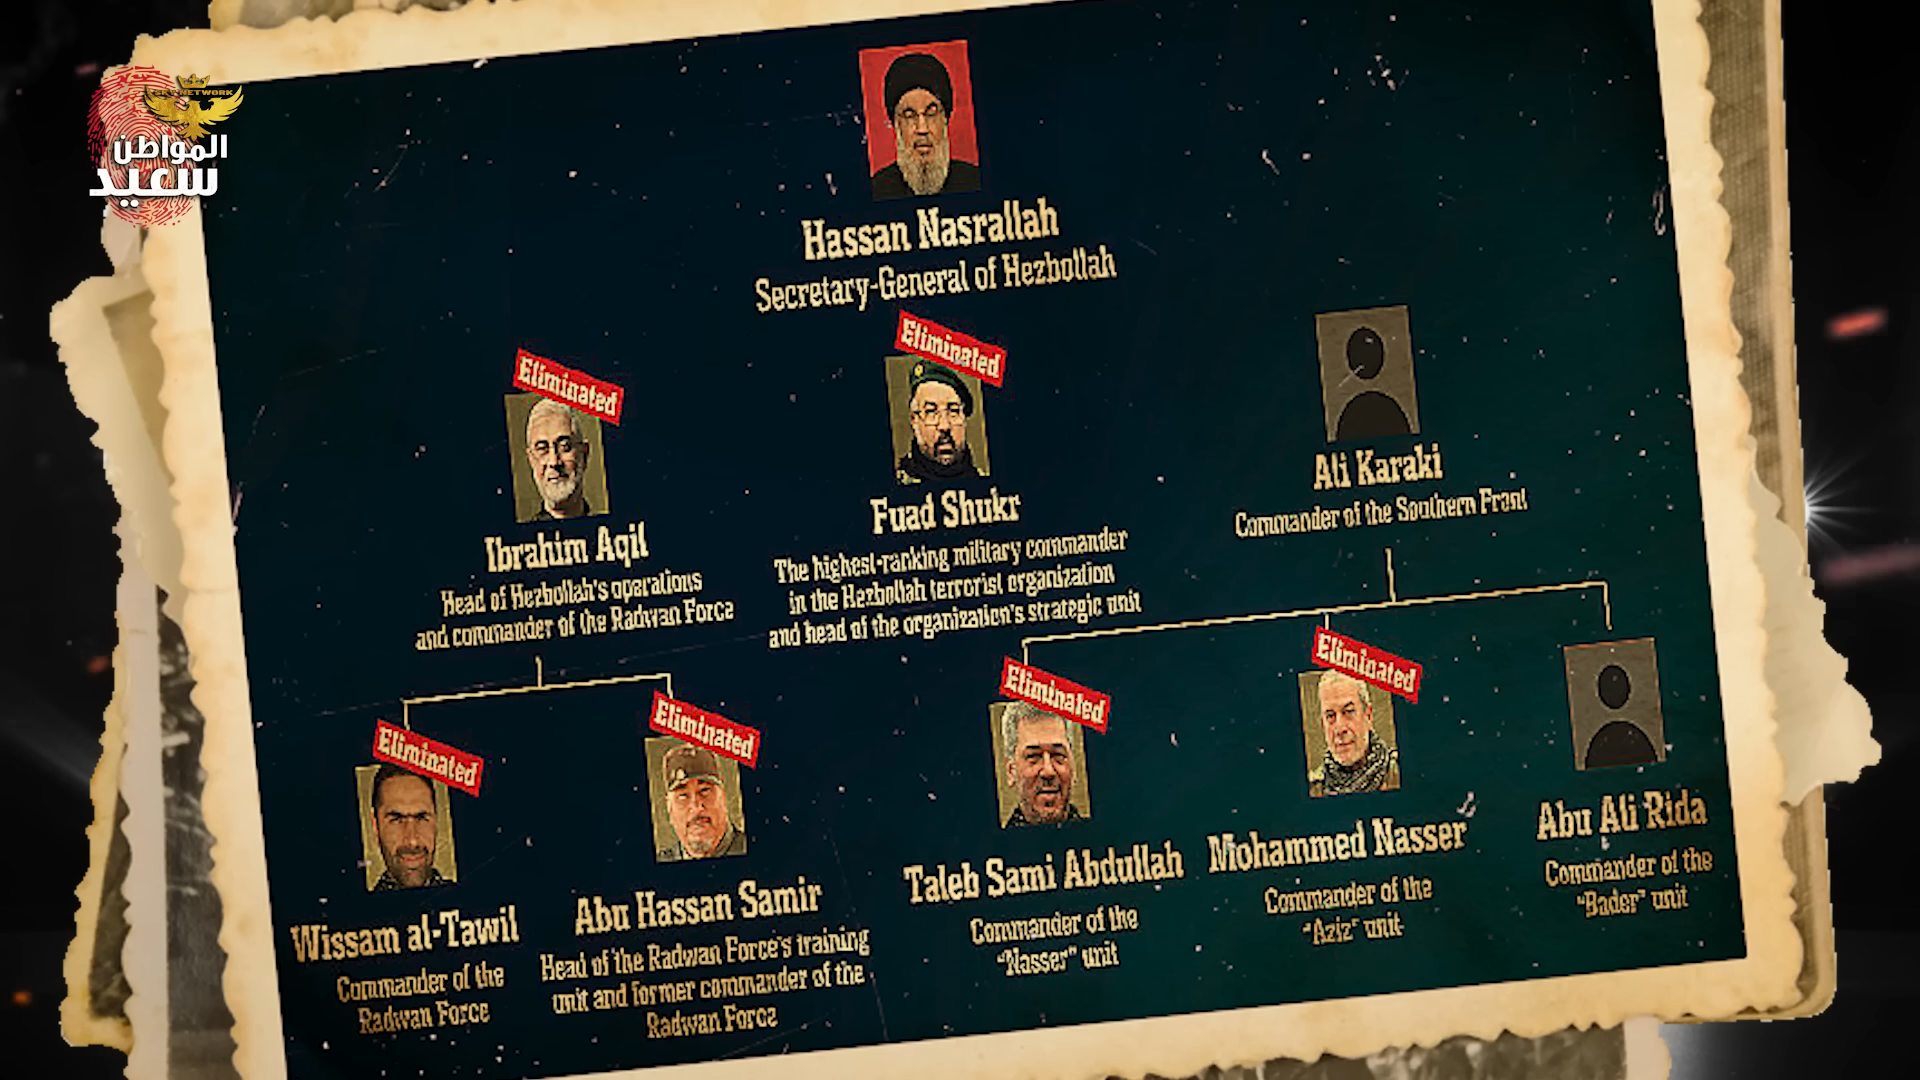 SKY NETWORK
المواطن
سعيد
Hassan Nasrallah
Secretary-General of Hezbollah
Eliminated
Ibrahim Aqil
Head of Hezbollah's operations
and commander of the Radwan Force
Eliminated
Fuad Shukr
The highest-ranking military commander
in the Hezbollah terrorist organization
and head of the organization's strategic unit
Ali Karaki
Commander of the Southern Front
Eliminated
Wissam al-Tawil
Commander of the
Radwan Force
Eliminated
Abu Hassan Samir
Head of the Radwan Force's training
unit and former commander of the
Radwan Force
Eliminated
Taleb Sami Abdullah
Commander of the
"Nasser" unit
Eliminated
Mohammed Nasser
Commander of the
"Aziz" unit
Abu Ali Rida
Commander of the
"Bader" unit